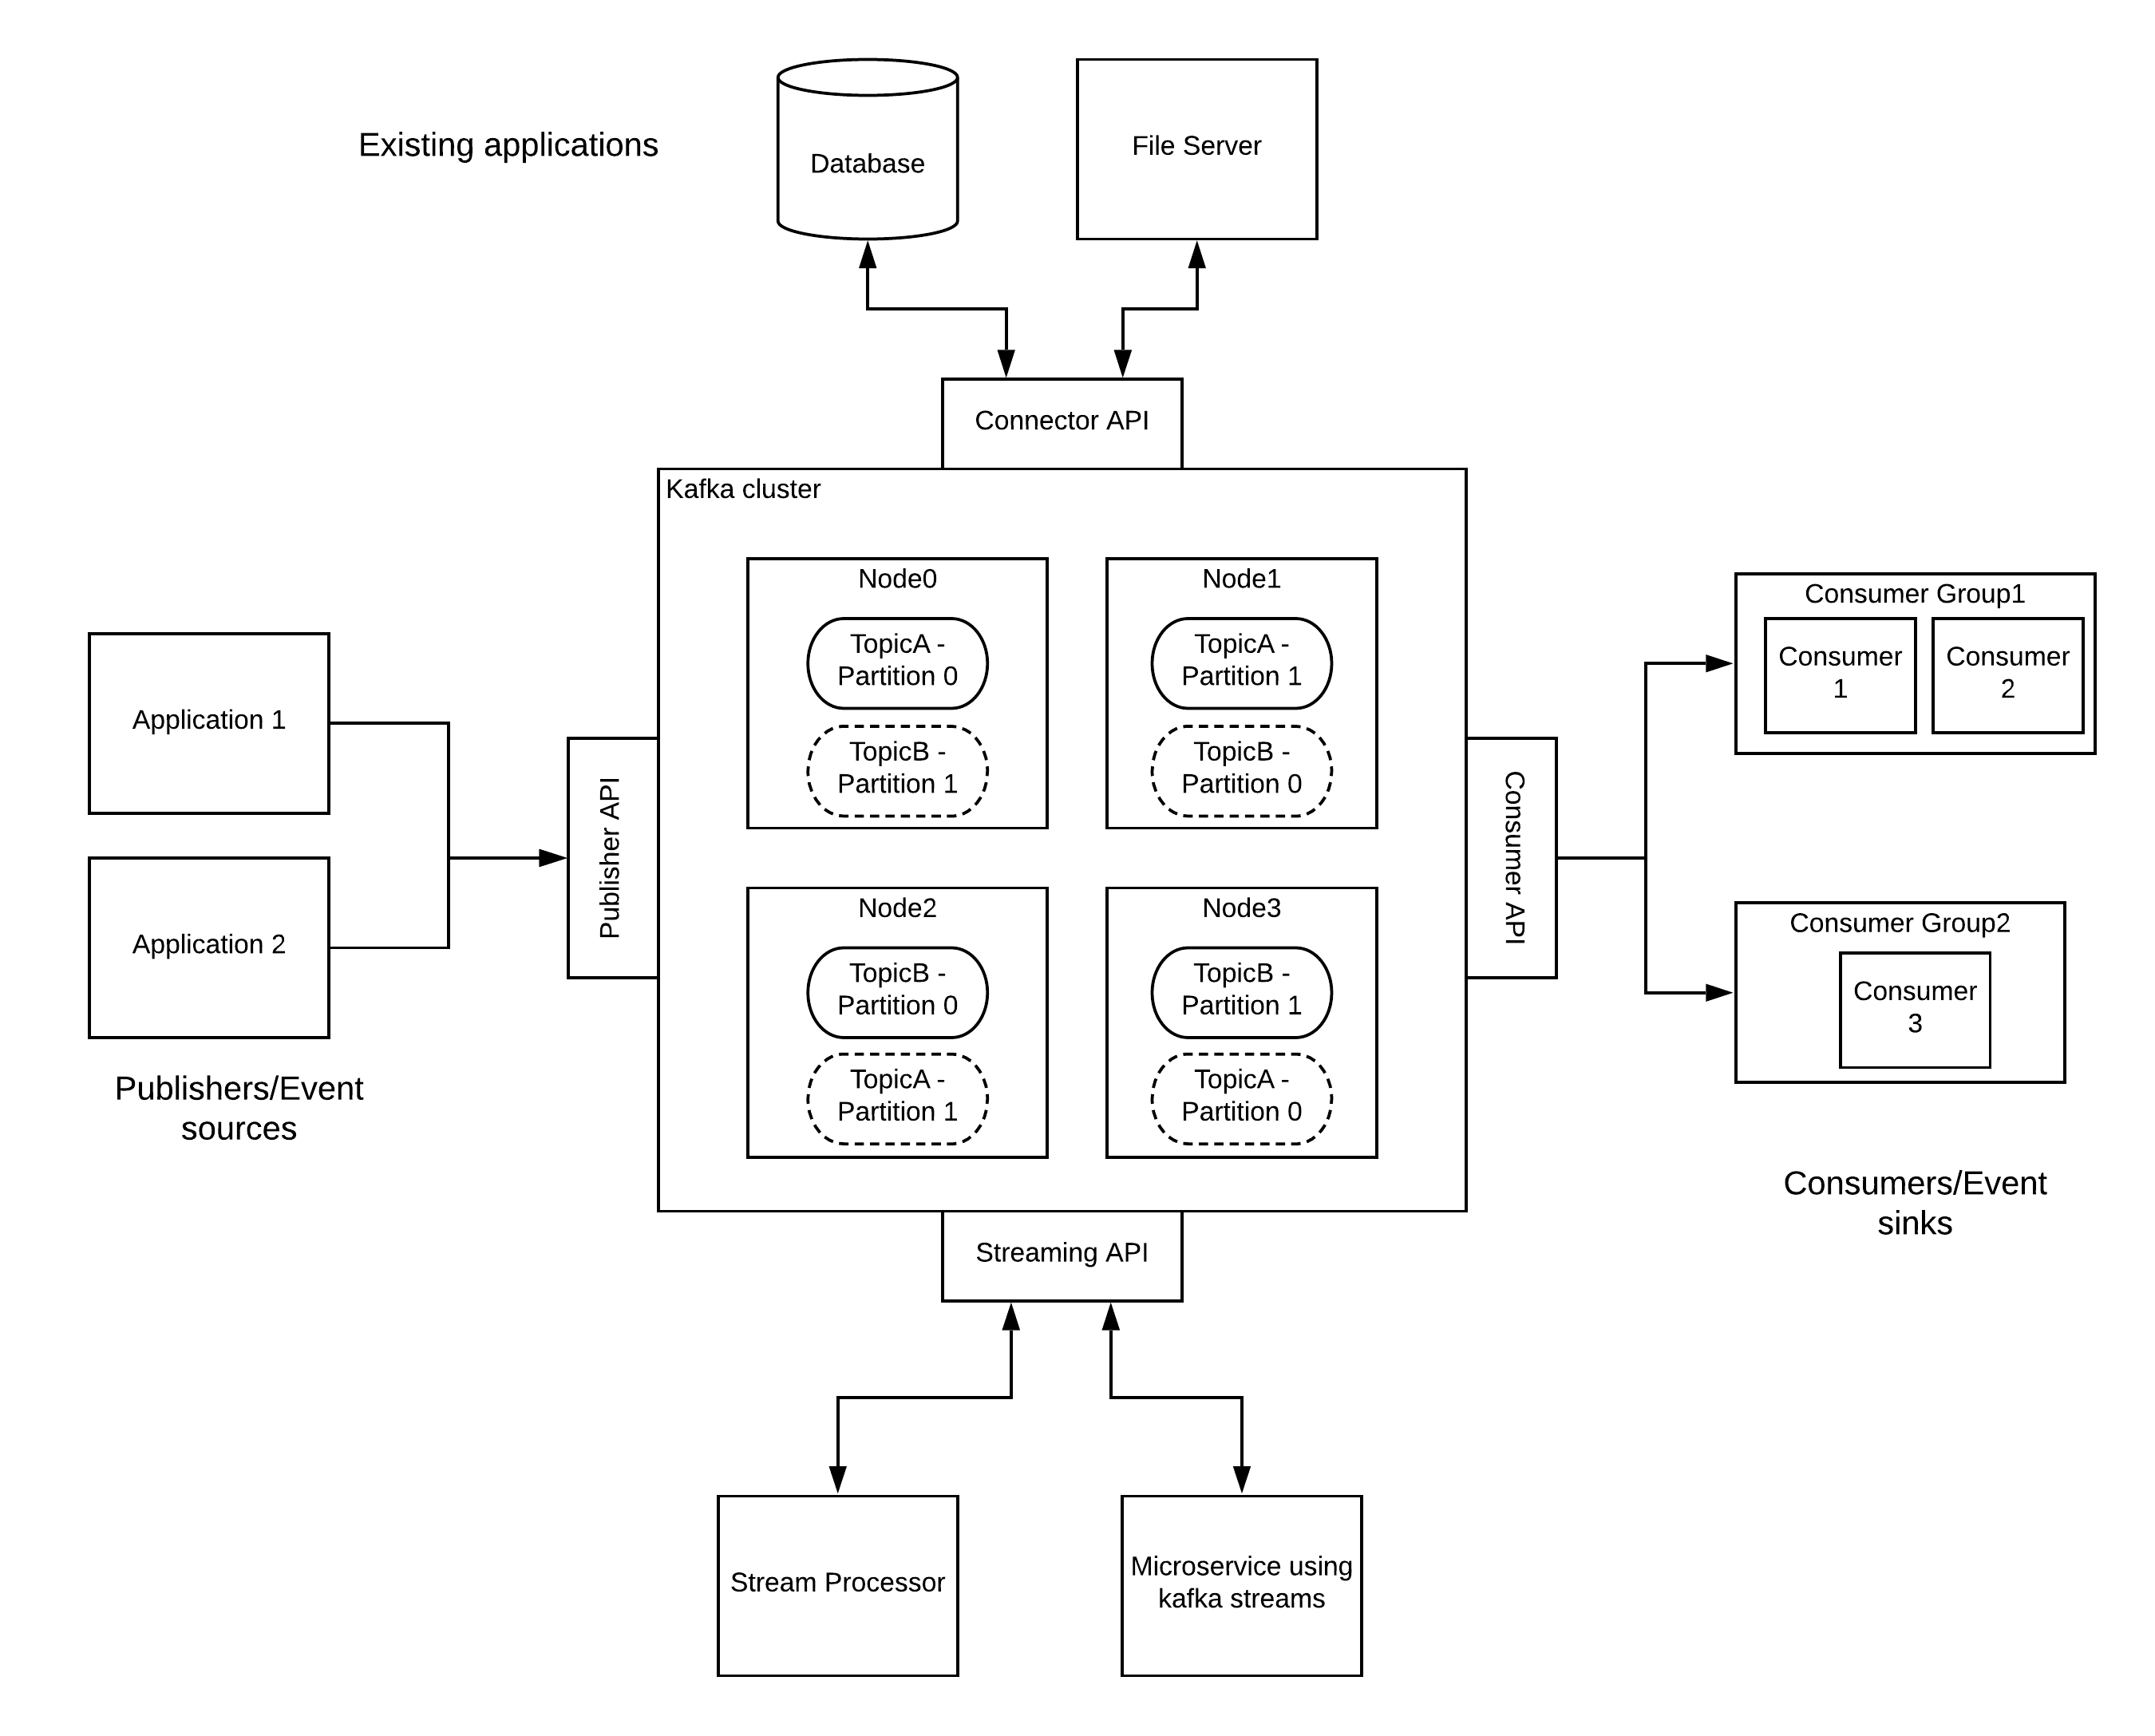 Existing applications
Database
File Server
Connector API
Kafka cluster
Node0
TopicA -
Partition 0
TopicB -
Partition 1
Node1
TopicA -
Partition 1
TopicB -
Partition 0
Node2
TopicB -
Partition 0
TopicA -
Partition 1
Node3
TopicB -
Partition 1
TopicA -
Partition 0
Application 1
Application 2
Publishers/Event
sources
Publisher API
Consumer API
Consumer Group1
Consumer
1
Consumer
2
Consumer Group2
Consumer
3
Consumers/Event
sinks
Streaming API
Stream Processor
Microservice using
kafka streams